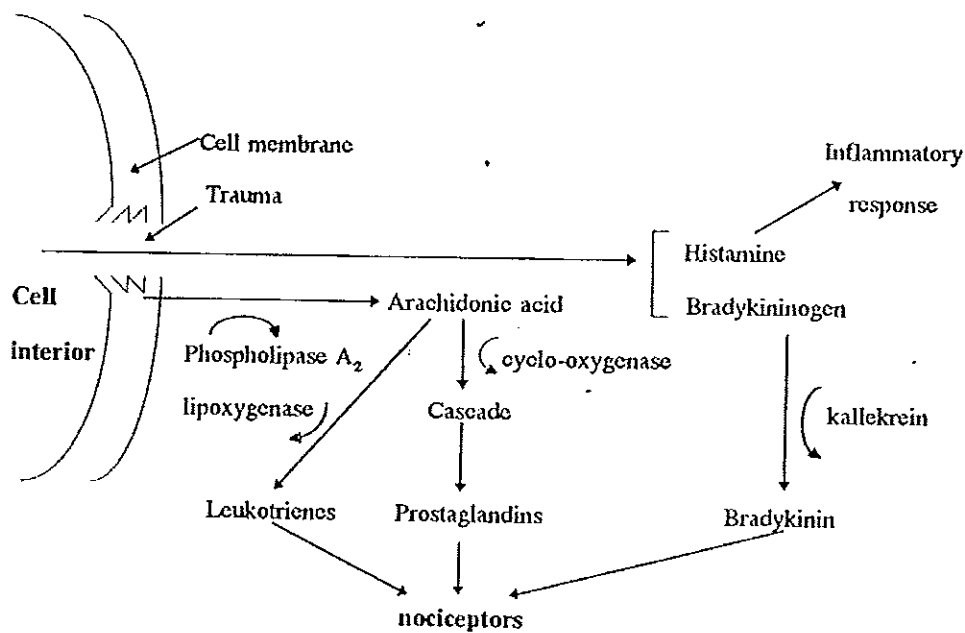 Cell membrane
Trauma
Inflammatory
response
Histamine
Cell
interior
Arachidonic acid
Bradykininogen
Phospholipase A₂
cyclo-oxygenase
lipoxygenase
Cascade
kallekrein
Leukotrienes
Prostaglandins
Bradykinin
nociceptors